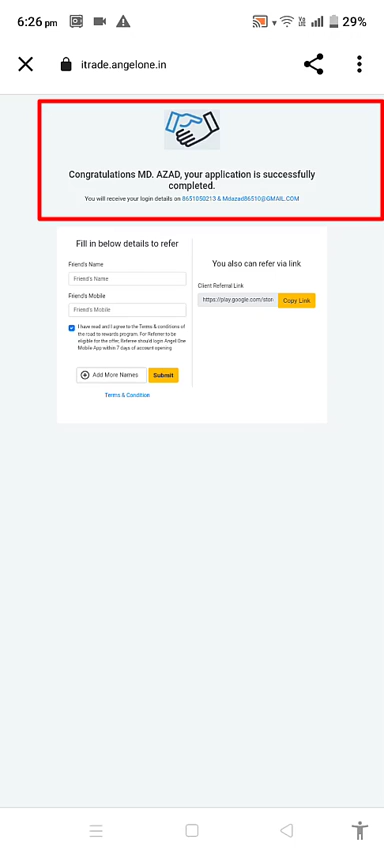 6:26 pm
29%
itrade.angelone.in
Congratulations MD. AZAD, your application is successfully
completed.
You will receive your login details on 8651050213 & Mdazad86510@GMAIL.COM
Fill in below details to refer
Friend's Name
Friend's Name
Friend's Mobile
Friend's Mobile
I have read and I agree to the Terms & conditions of
the road to rewards program. For Referrer to be
eligible for the offer, Referee should login Angel One
Mobile App within 7 days of account opening
Add More Names
Submit
Terms & Condition
You also can refer via link
Client Referral Link
https://play.google.com/stor
Copy Link